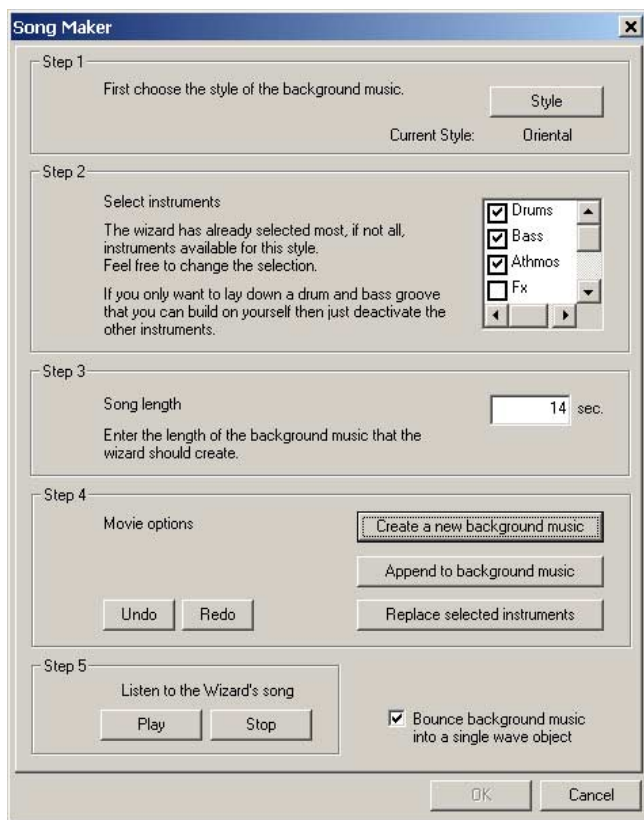 Song Maker
Step 1
First choose the style of the background music.
Style
Current Style: Oriental
Step 2
Select instruments
The wizard has already selected most, if not all,
instruments available for this style.
Feel free to change the selection.
If you only want to lay down a drum and bass groove
that you can build on yourself then just deactivate the
other instruments.
Drums
Bass
Athmos
Fx
Step 3
Song length
14 sec.
Enter the length of the background music that the
wizard should create.
Step 4
Movie options
Create a new background music
Append to background music
Undo Redo Replace selected instruments
Step 5
Listen to the Wizard's song
Play Stop
Bounce background music
into a single wave object
OK Cancel